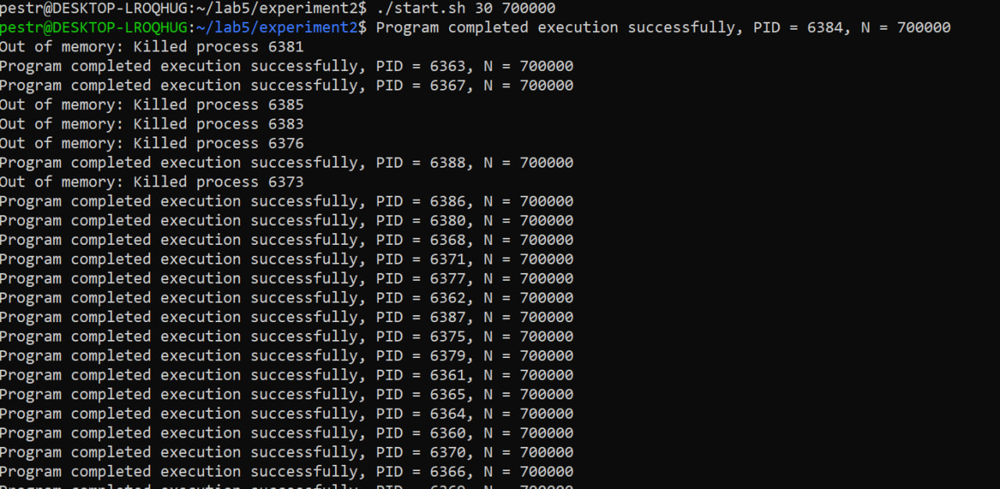 pestr@DESKTOP-LROQHUG:~/lab5/experiment2$ ./start.sh 30 700000
pestr@DESKTOP-LROQHUG:~/lab5/experiment2$ Program completed execution successfully, PID = 6384, N = 700000
Out of memory: Killed process 6381
Program completed execution successfully, PID = 6363, N = 700000
Program completed execution successfully, PID = 6367, N = 700000
Out of memory: Killed process 6385
Out of memory: Killed process 6383
Out of memory: Killed process 6376
Program completed execution successfully, PID = 6388, N = 700000
Out of memory: Killed process 6373
Program completed execution successfully, PID = 6386, N = 700000
Program completed execution successfully, PID = 6380, N = 700000
Program completed execution successfully, PID = 6368, N = 700000
Program completed execution successfully, PID = 6371, N = 700000
Program completed execution successfully, PID = 6377, N = 700000
Program completed execution successfully, PID = 6362, N = 700000
Program completed execution successfully, PID = 6387, N = 700000
Program completed execution successfully, PID = 6375, N = 700000
Program completed execution successfully, PID = 6379, N = 700000
Program completed execution successfully, PID = 6361, N = 700000
Program completed execution successfully, PID = 6365, N = 700000
Program completed execution successfully, PID = 6364, N = 700000
Program completed execution successfully, PID = 6360, N = 700000
Program completed execution successfully, PID = 6370, N = 700000
Program completed execution successfully, PID = 6366, N = 700000
Program completed execution successfully, PID = 6369, N = 700000